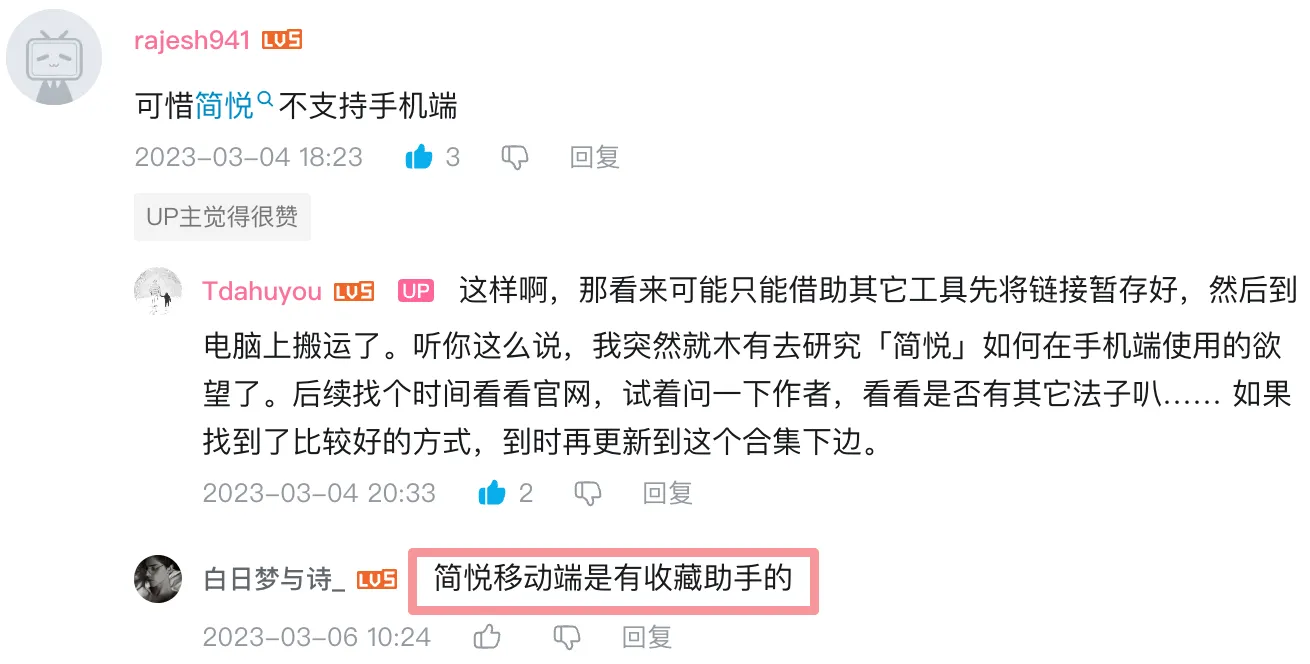 rajesh941 LV5
可惜简悦不支持手机端
2023-03-04 18:23 3 回复
UP主觉得很赞
Tdahuyou LV5 UP 这样啊，那看来可能只能借助其它工具先将链接暂存好，然后到
电脑上搬运了。听你这么说，我突然就木有去研究「简悦」如何在手机端使用的欲
望了。后续找个时间看看官网，试着问一下作者，看看是否有其它法子叭…… 如果
找到了比较好的方式，到时再更新到这个合集下边。
2023-03-04 20:33 2 回复
白日梦与诗_ LV5 简悦移动端是有收藏助手的
2023-03-06 10:24 回复